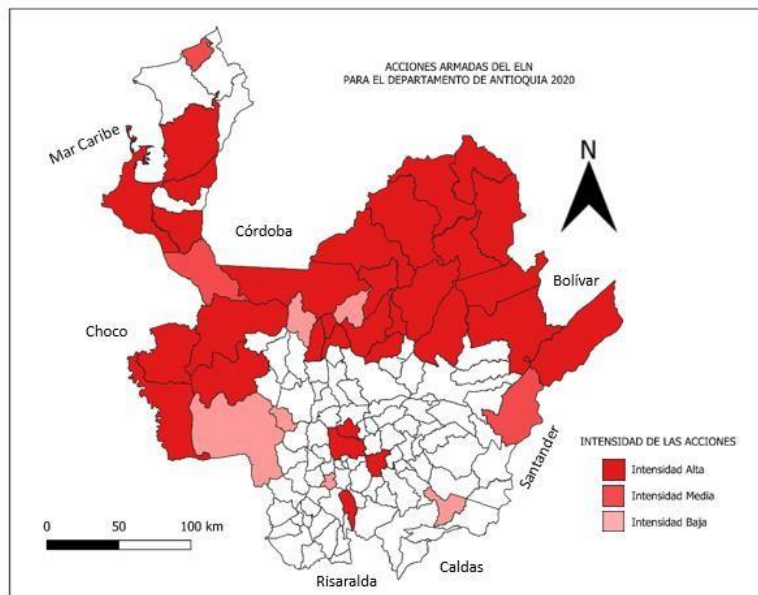 ACCIONES ARMADAS DEL ELN
PARA EL DEPARTAMENTO DE ANTIOQUIA 2020
Mar Caribe
N
Córdoba
Bolívar
Choco
Santander
INTENSIDAD DE LAS ACCIONES
Intensidad Alta
Intensidad Media
Intensidad Baja
0 50 100 km
Caldas
Risaralda